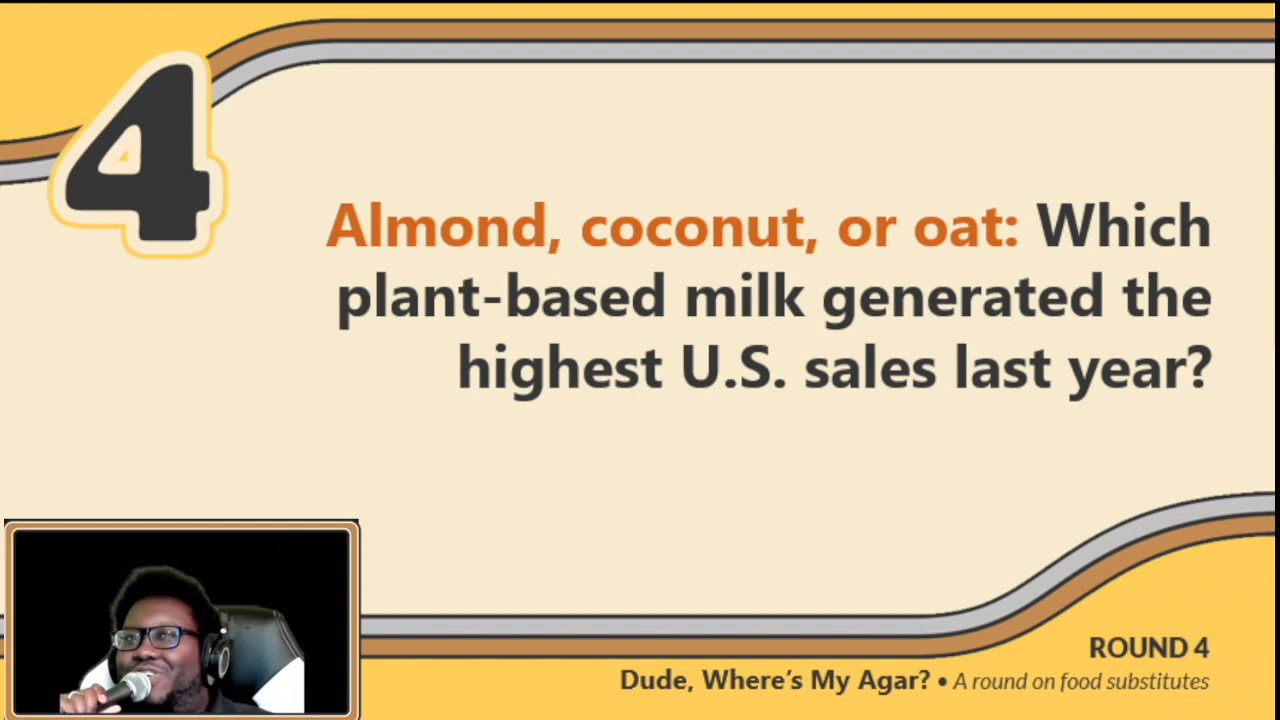 4
Almond, coconut, or oat: Which
plant-based milk generated the
highest U.S. sales last year?
ROUND 4
Dude, Where's My Agar? • A round on food substitutes